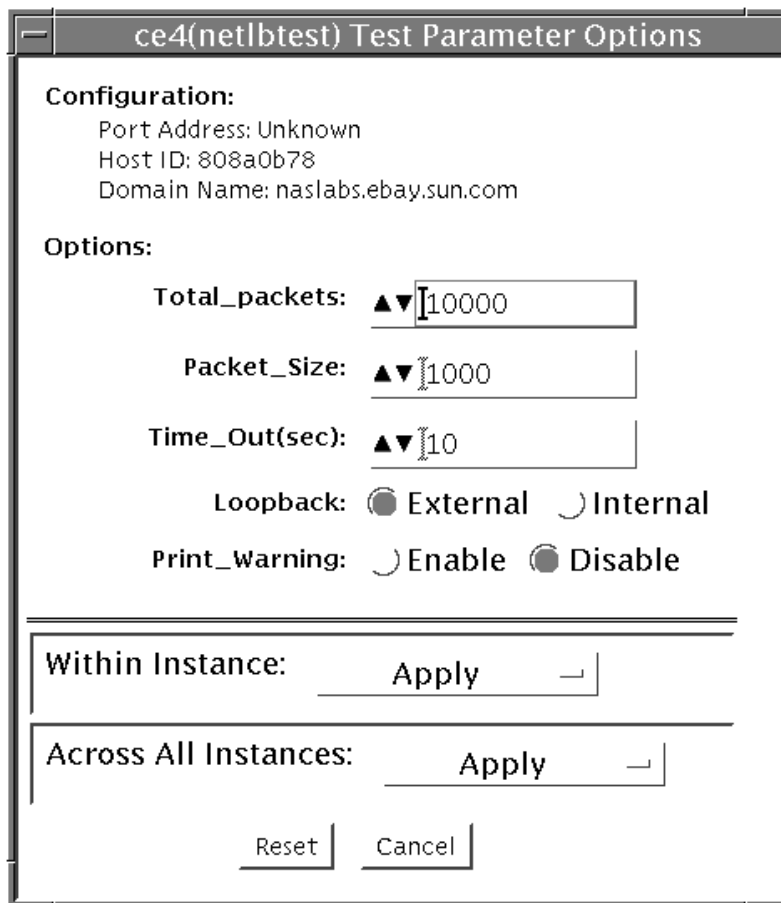 ce4(netlbtest) Test Parameter Options
Configuration:
Port Address: Unknown
Host ID: 808a0b78
Domain Name: naslabs.ebay.sun.com
Options:
Total_packets: 10000
Packet_Size: 1000
Time_Out(sec): 10
Loopback: External Internal
Print_Warning: Enable Disable
Within Instance: Apply
Across All Instances: Apply
Reset Cancel